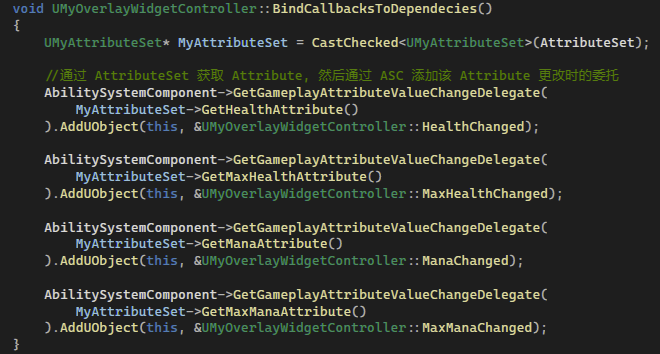 void UMyOverlayWidgetController::BindCallbacksToDependecies()
{
UMyAttributeSet* MyAttributeSet = CastChecked<UMyAttributeSet>(AttributeSet);
//通过 AttributeSet 获取 Attribute, 然后通过 ASC 添加该 Attribute 更改时的委托
AbilitySystemComponent->GetGameplayAttributeValueChangeDelegate(
MyAttributeSet->GetHealthAttribute()
).AddUObject(this, &UMyOverlayWidgetController::HealthChanged);
AbilitySystemComponent->GetGameplayAttributeValueChangeDelegate(
MyAttributeSet->GetMaxHealthAttribute()
).AddUObject(this, &UMyOverlayWidgetController::MaxHealthChanged);
AbilitySystemComponent->GetGameplayAttributeValueChangeDelegate(
MyAttributeSet->GetManaAttribute()
).AddUObject(this, &UMyOverlayWidgetController::ManaChanged);
AbilitySystemComponent->GetGameplayAttributeValueChangeDelegate(
MyAttributeSet->GetMaxManaAttribute()
).AddUObject(this, &UMyOverlayWidgetController::MaxManaChanged);
}